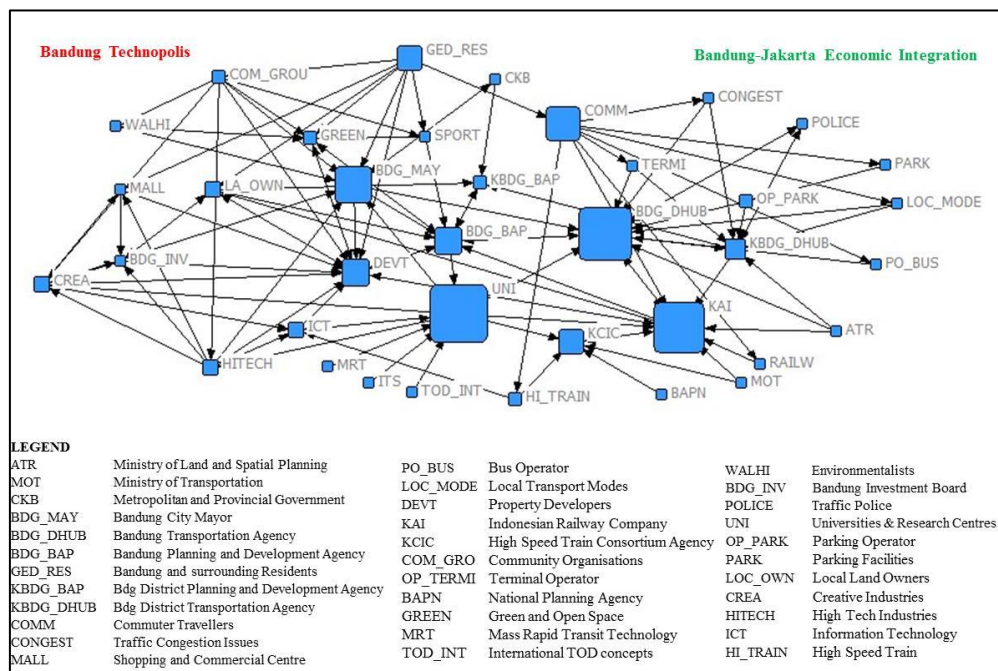 Bandung Technopolis
GED_RES
Bandung-Jakarta Economic Integration
COM_GROU
CKB
COMM
CONGEST
WALHI
GREEN
SPORT
POLICE
TERMI
PARK
MALL
LA_OWN
BDG_MAY
KBDG_BAP
BDG_DHUB
OP_PARK
LOC_MODE
BDG_BAP
KBDG_DHUB
BDG_INV
DEVT
PO_BUS
CREA
UNI
KAI
ICT
KCIC
ATR
HITECH
MRT
RAILW
ITS
TOD_INT
HI_TRAIN
BAPN
MOT
LEGEND
ATR Ministry of Land and Spatial Planning
MOT Ministry of Transportation
CKB Metropolitan and Provincial Government
BDG_MAY Bandung City Mayor
BDG_DHUB Bandung Transportation Agency
BDG_BAP Bandung Planning and Development Agency
GED_RES Bandung and surrounding Residents
KBDG_BAP Bdg District Planning and Development Agency
KBDG_DHUB Bdg District Transportation Agency
COMM Commuter Travellers
CONGEST Traffic Congestion Issues
MALL Shopping and Commercial Centre
PO_BUS Bus Operator
LOC_MODE Local Transport Modes
DEVT Property Developers
KAI Indonesian Railway Company
KCIC High Speed Train Consortium Agency
COM_GRO Community Organisations
OP_TERMI Terminal Operator
BAPN National Planning Agency
GREEN Green and Open Space
MRT Mass Rapid Transit Technology
TOD_INT International TOD concepts
WALHI Environmentalists
BDG_INV Bandung Investment Board
POLICE Traffic Police
UNI Universities & Research Centres
OP_PARK Parking Operator
PARK Parking Facilities
LOC_OWN Local Land Owners
CREA Creative Industries
HITECH High Tech Industries
ICT Information Technology
HI_TRAIN High Speed Train